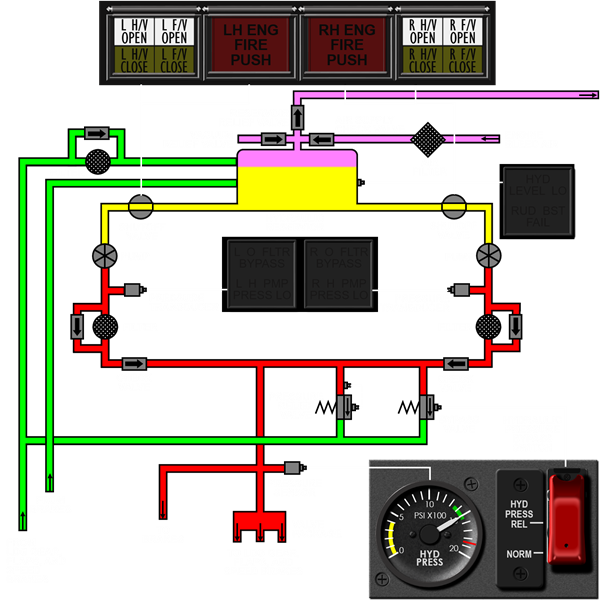 L H/V
OPEN
L F/V
OPEN
L H/V
CLOSE
L F/V
CLOSE
LH ENG
FIRE
PUSH
RH ENG
FIRE
PUSH
R H/V
OPEN
R F/V
OPEN
R H/V
CLOSE
R F/V
CLOSE
HYD
LEVEL LO
RUD BST
FAIL
L O FLTR
BYPASS
L H PMP
PRESS LO
R O FLTR
BYPASS
R H PMP
PRESS LO
0
5
10
20
PSI X100
HYD
PRESS
HYD
PRESS
REL
NORM